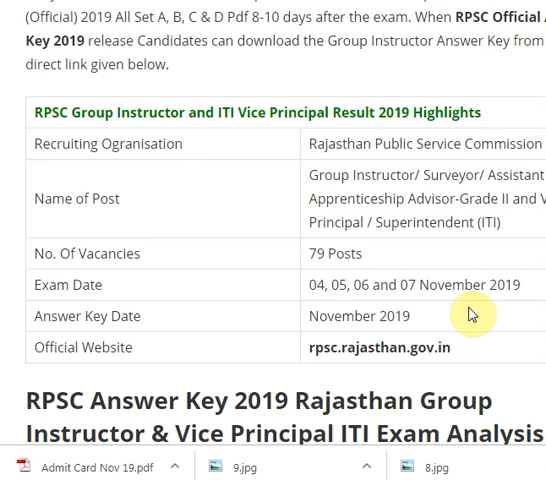 (Official) 2019 All Set A, B, C & D Pdf 8-10 days after the exam. When RPSC Official
Key 2019 release Candidates can download the Group Instructor Answer Key from
direct link given below.
RPSC Group Instructor and ITI Vice Principal Result 2019 Highlights
Recruiting Ogranisation Rajasthan Public Service Commission
Name of Post Group Instructor/ Surveyor/ Assistant
Apprenticeship Advisor-Grade II and
Principal / Superintendent (ITI)
No. Of Vacancies 79 Posts
Exam Date 04, 05, 06 and 07 November 2019
Answer Key Date November 2019
Official Website rpsc.rajasthan.gov.in
RPSC Answer Key 2019 Rajasthan Group
Instructor & Vice Principal ITI Exam Analysis
Admit Card Nov 19.pdf 9.jpg 8.jpg